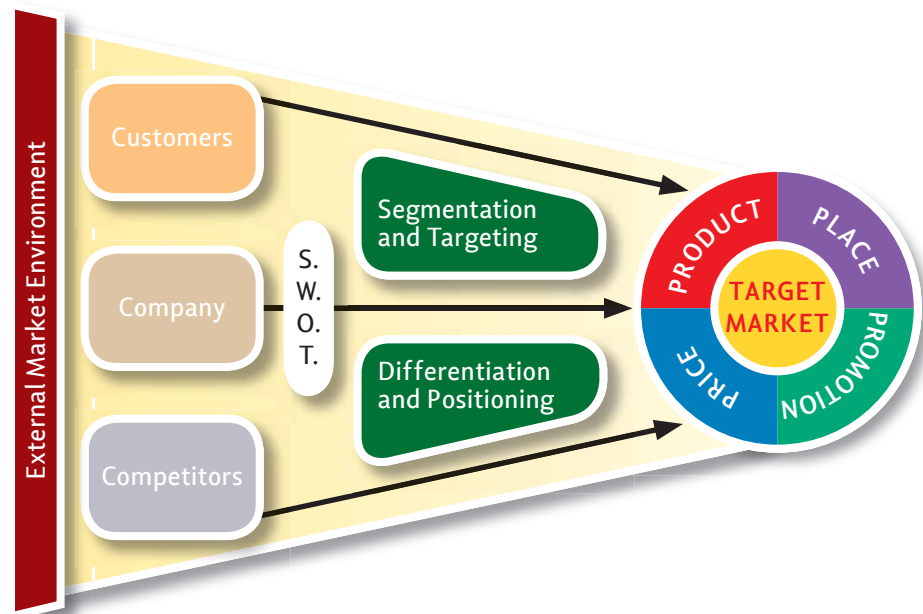 External Market Environment
Customers
Company
Competitors
S.
W.
O.
T.
Segmentation
and Targeting
Differentiation
and Positioning
PRODUCT
PLACE
PRICE
PROMOTION
TARGET
MARKET